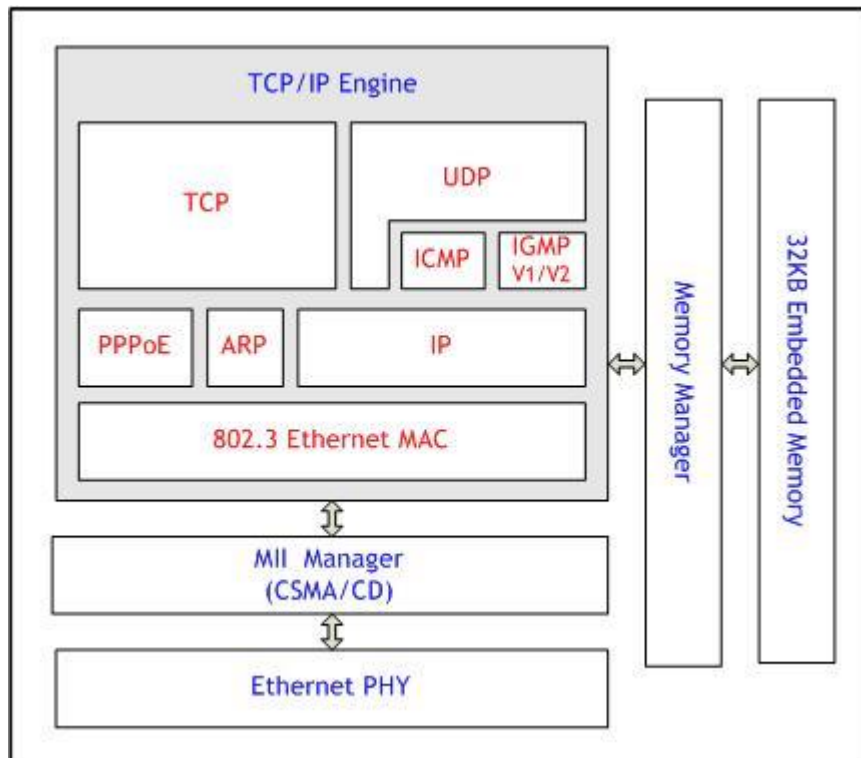 TCP/IP Engine
TCP
UDP
ICMP
IGMP
V1/V2
PPPoE
ARP
IP
802.3 Ethernet MAC
MII Manager
(CSMA/CD)
Ethernet PHY
Memory Manager
32KB Embedded Memory